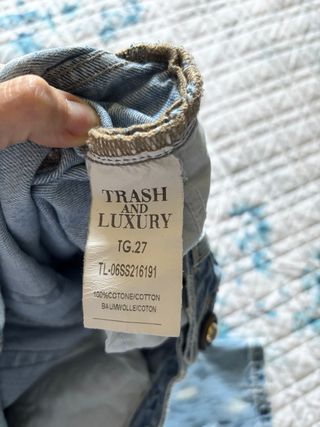 TRASH
AND
LUXURY
TG.27
TL-06SS216191
100%COTONE/COTTON
BAUMWOLLE/COTON